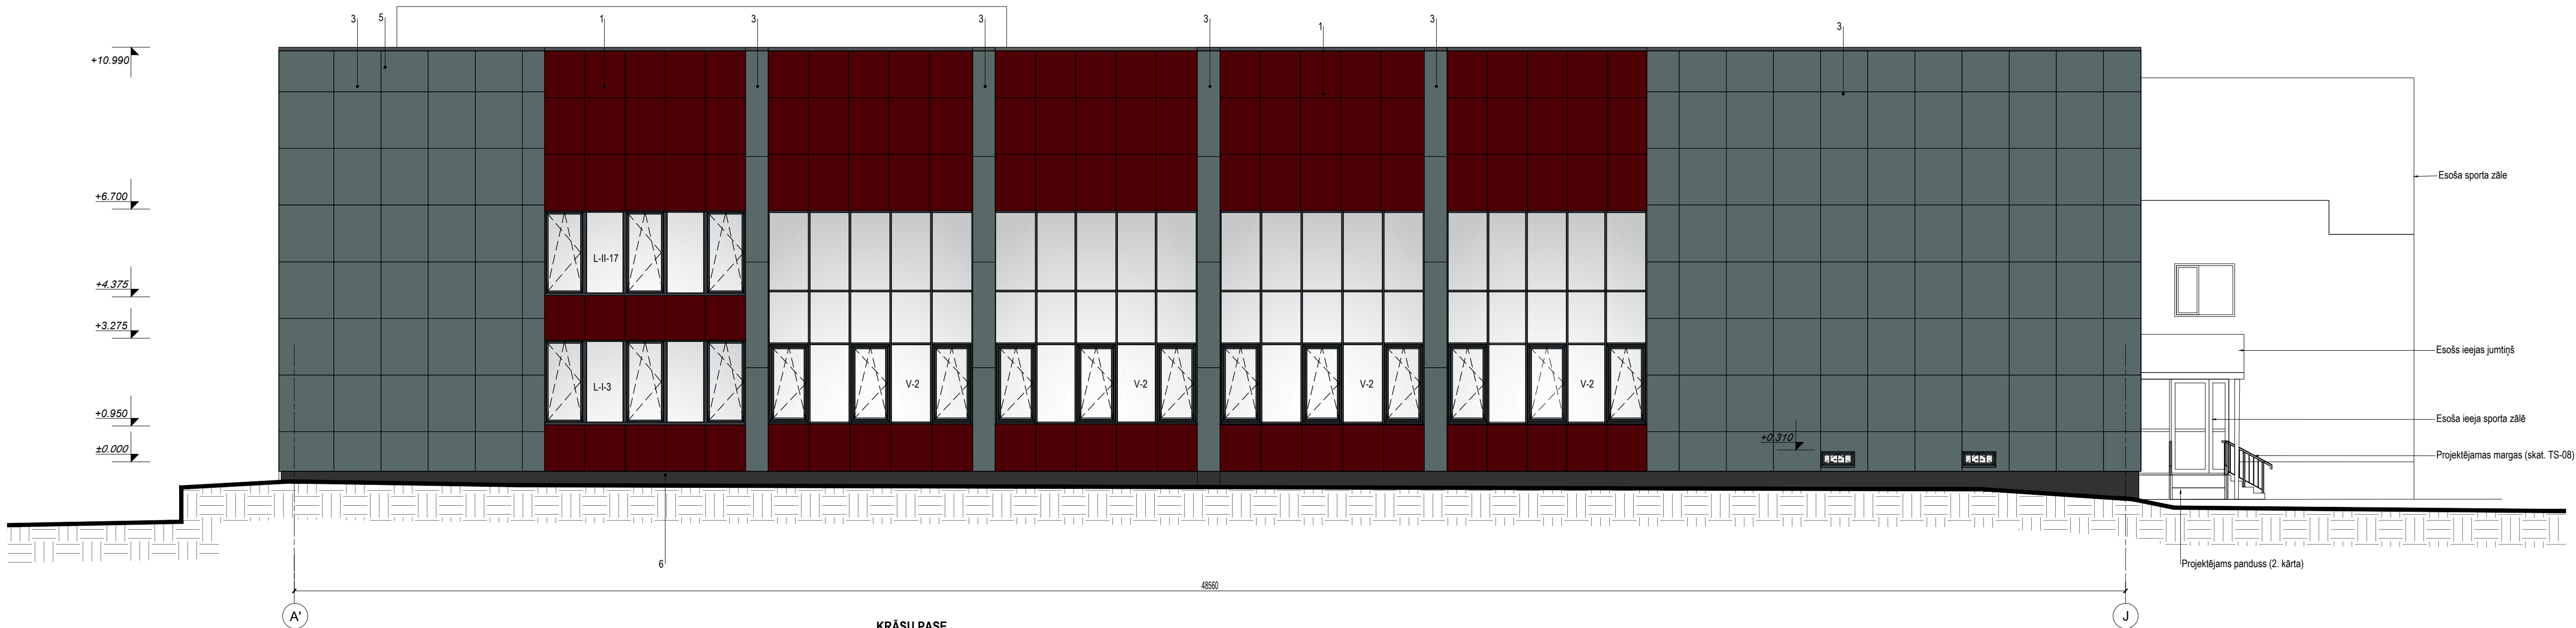 3
5
1
3
3
3
1
3
3
+10.990
+6.700
Esoša sporta zāle
L-II-17
+4.375
+3.275
Esošs ieejas jumtiņš
L-I-3
V-2
V-2
V-2
V-2
+0.950
Esoša ieeja sporta zālē
+0.310
±0.000
Projektējamas margas (skat. TS-08)
6
Projektējams panduss (2. kārta)
48560
A'
J
KRĀSU PASE